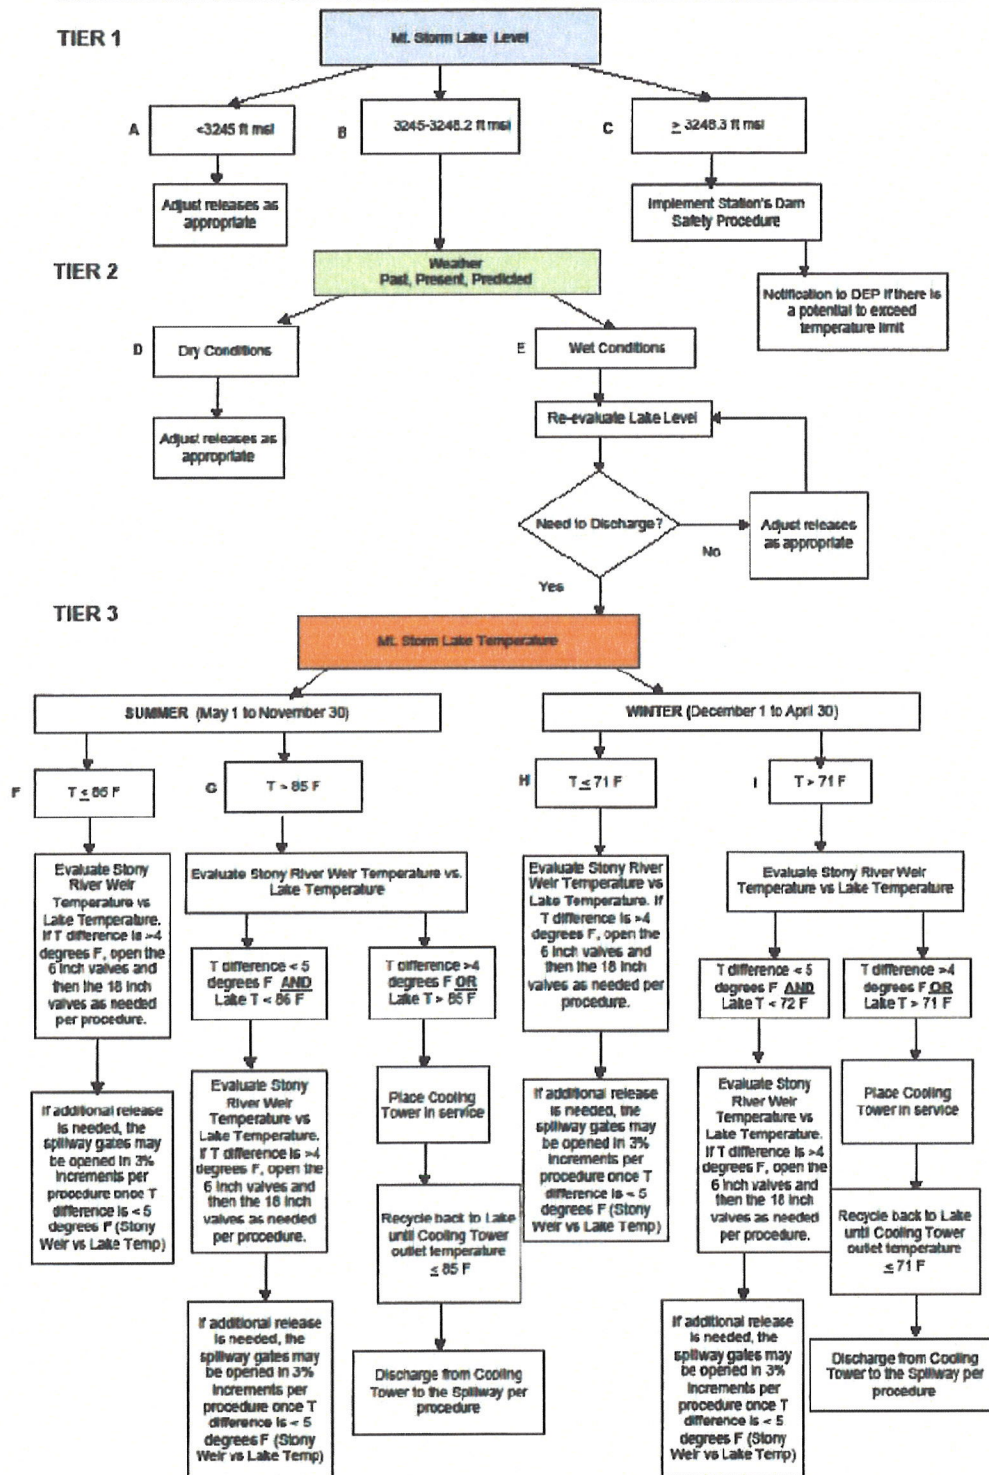 TIER 1
Mt. Storm Lake Level
A
<3245 ft msl
B
3245-3248.2 ft msl
C
≥ 3248.3 ft msl
Adjust releases as
appropriate
Implement Station's Dam
Safety Procedure
Notification to DEP if there is
a potential to exceed
temperature limit
TIER 2
Weather
Past, Present, Predicted
D
Dry Conditions
E
Wet Conditions
Adjust releases as
appropriate
Re-evaluate Lake Level
Need to Discharge?
No
Adjust releases
as appropriate
Yes
TIER 3
Mt. Storm Lake Temperature
SUMMER (May 1 to November 30)
WINTER (December 1 to April 30)
F
T ≤ 85 F
G
T > 85 F
H
T ≤ 71 F
I
T > 71 F
Evaluate Stony
River Weir
Temperature vs
Lake Temperature.
If T difference is >4
degrees F, open the
6 inch valves and
then the 18 inch
valves as needed
per procedure.
If additional release
is needed, the
spillway gates may
be opened in 3%
increments per
procedure once T
difference is < 5
degrees F (Stony
Weir vs Lake Temp)
Evaluate Stony River Weir Temperature vs.
Lake Temperature
T difference < 5
degrees F AND
Lake T < 86 F
Evaluate Stony
River Weir
Temperature vs
Lake Temperature.
If T difference is >4
degrees F, open the
6 inch valves and
then the 18 inch
valves as needed
per procedure.
If additional release
is needed, the
spillway gates may
be opened in 3%
increments per
procedure once T
difference is < 5
degrees F (Stony
Weir vs Lake Temp)
T difference >4
degrees F OR
Lake T > 85 F
Place Cooling
Tower in service
Recycle back to Lake
until Cooling Tower
outlet temperature
≤ 85 F
Discharge from Cooling
Tower to the Spillway per
procedure
Evaluate Stony River
Weir Temperature vs
Lake Temperature. If
T difference is >4
degrees F, open the
6 inch valves and
then the 18 inch
valves as needed
per procedure.
If additional release
is needed, the
spillway gates may
be opened in 3%
increments per
procedure once T
difference is < 5
degrees F (Stony
Weir vs Lake Temp)
Evaluate Stony River Weir
Temperature vs Lake Temperature
T difference < 5
degrees F AND
Lake T < 72 F
Evaluate Stony
River Weir
Temperature vs
Lake Temperature.
If T difference is >4
degrees F, open the
6 inch valves and
then the 18 inch
valves as needed
per procedure.
If additional release
is needed, the
spillway gates may
be opened in 3%
increments per
procedure once T
difference is < 5
degrees F (Stony
Weir vs Lake Temp)
T difference >4
degrees F OR
Lake T > 71 F
Place Cooling
Tower in service
Recycle back to Lake
until Cooling Tower
outlet temperature
≤ 71 F
Discharge from Cooling
Tower to the Spillway per
procedure